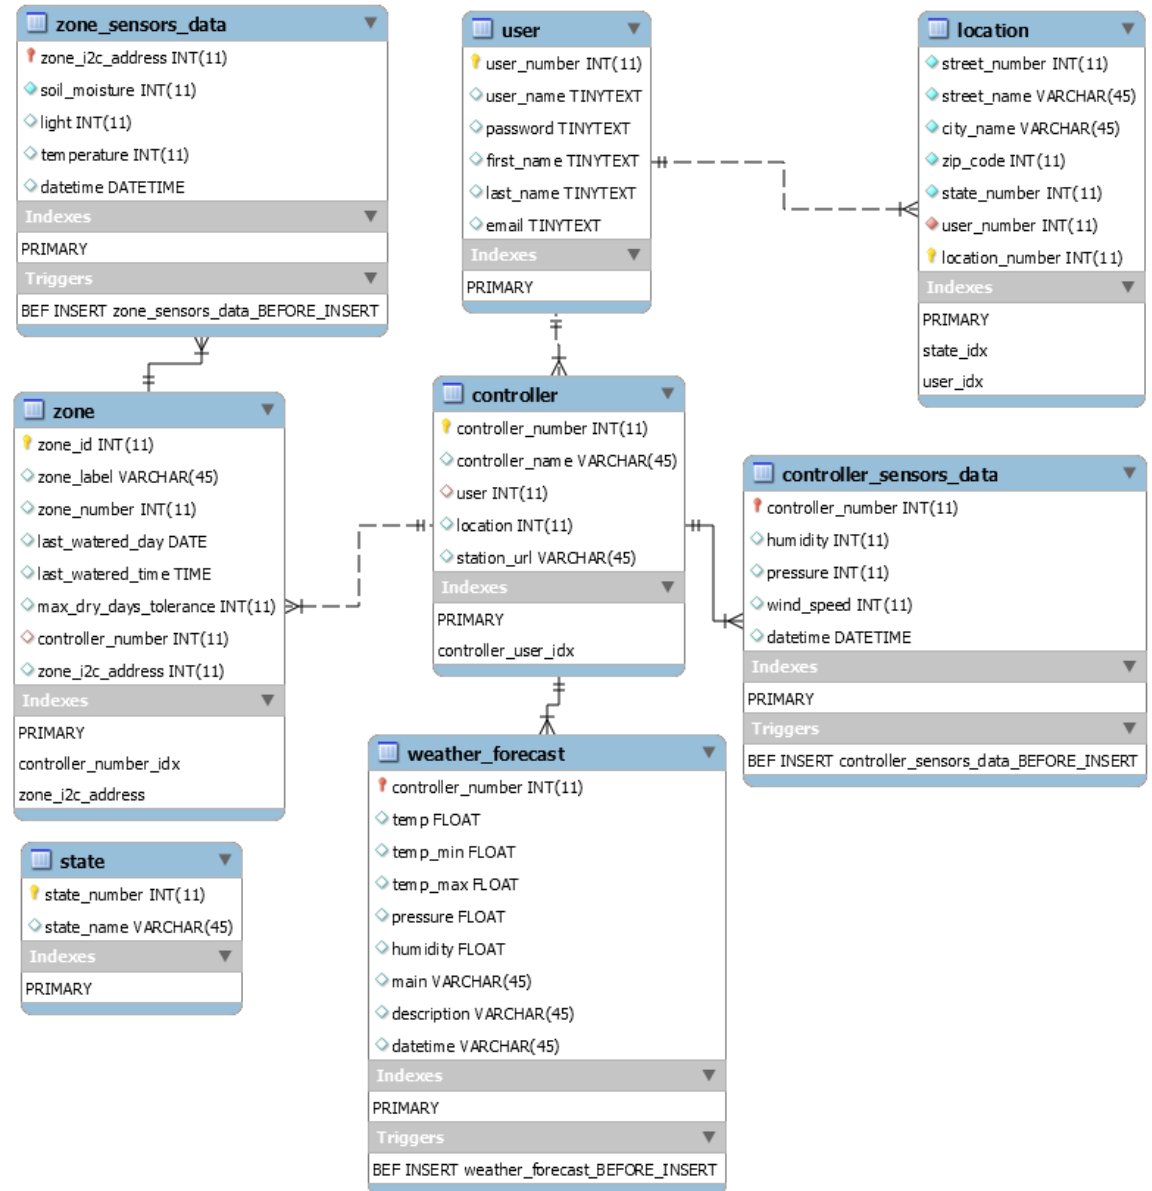 zone_sensors_data
zone_i2c_address INT(11)
soil_moisture INT(11)
light INT(11)
temperature INT(11)
datetime DATETIME
Indexes
PRIMARY
Triggers
BEF INSERT zone_sensors_data_BEFORE_INSERT
user
user_number INT(11)
user_name TINYTEXT
password TINYTEXT
first_name TINYTEXT
last_name TINYTEXT
email TINYTEXT
Indexes
PRIMARY
location
street_number INT(11)
street_name VARCHAR(45)
city_name VARCHAR(45)
zip_code INT(11)
state_number INT(11)
user_number INT(11)
location_number INT(11)
Indexes
PRIMARY
state_idx
user_idx
zone
zone_id INT(11)
zone_label VARCHAR(45)
zone_number INT(11)
last_watered_day DATE
last_watered_time TIME
max_dry_days_tolerance INT(11)
controller_number INT(11)
zone_i2c_address INT(11)
Indexes
PRIMARY
controller_number_idx
zone_i2c_address
controller
controller_number INT(11)
controller_name VARCHAR(45)
user INT(11)
location INT(11)
station_url VARCHAR(45)
Indexes
PRIMARY
controller_user_idx
controller_sensors_data
controller_number INT(11)
humidity INT(11)
pressure INT(11)
wind_speed INT(11)
datetime DATETIME
Indexes
PRIMARY
Triggers
BEF INSERT controller_sensors_data_BEFORE_INSERT
state
state_number INT(11)
state_name VARCHAR(45)
Indexes
PRIMARY
weather_forecast
controller_number INT(11)
temp FLOAT
temp_min FLOAT
temp_max FLOAT
pressure FLOAT
humidity FLOAT
main VARCHAR(45)
description VARCHAR(45)
datetime VARCHAR(45)
Indexes
PRIMARY
Triggers
BEF INSERT weather_forecast_BEFORE_INSERT